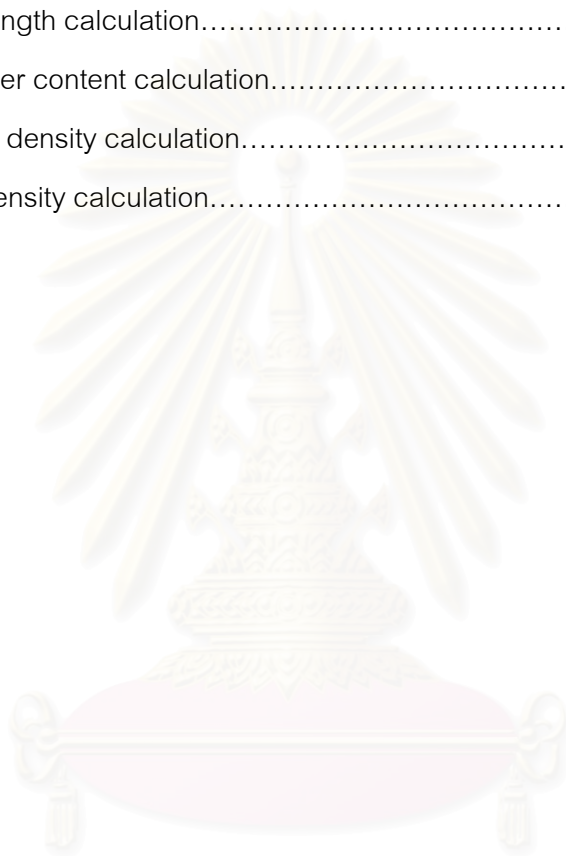 ngth calculation........................................
er content calculation................................
density calculation...................................
ensity calculation......................................